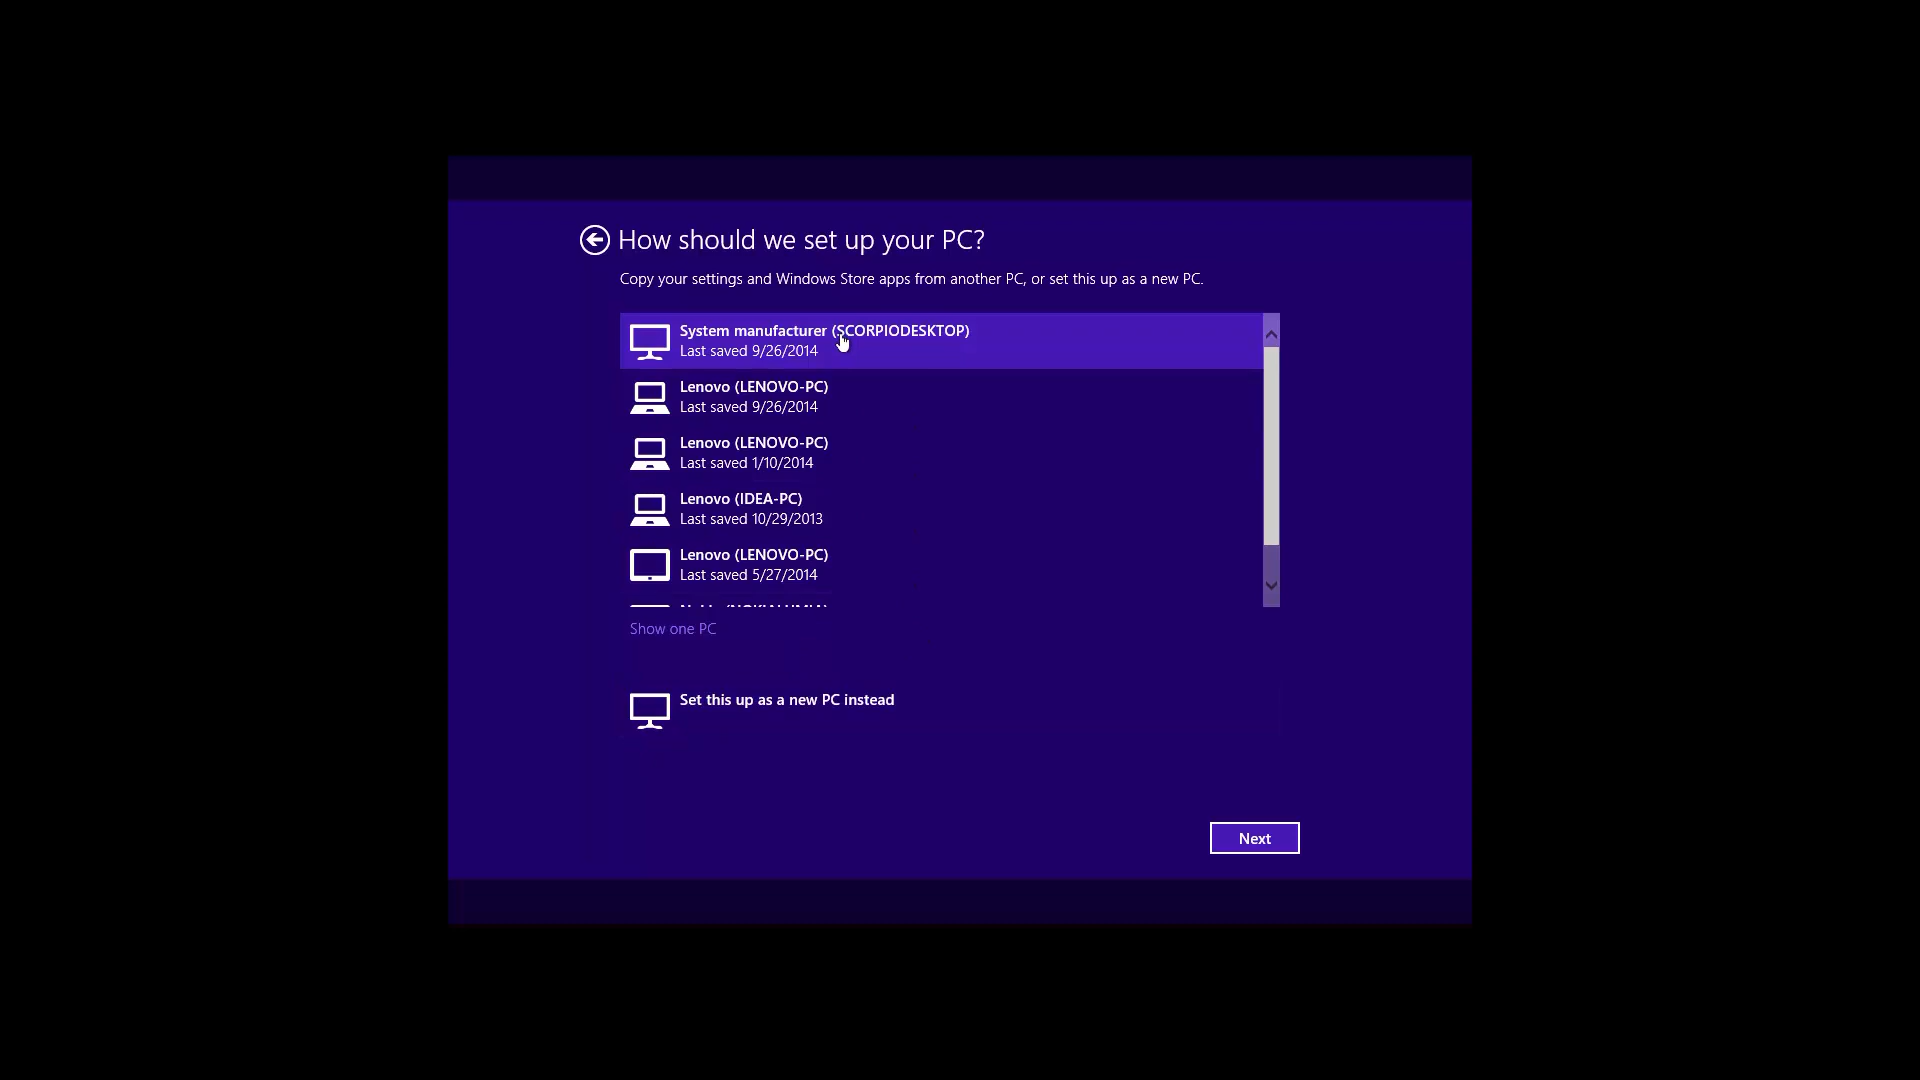 How should we set up your PC?
Copy your settings and Windows Store apps from another PC, or set this up as a new PC.
System manufacturer (SCORPIODESKTOP)
Last saved 9/26/2014
Lenovo (LENOVO-PC)
Last saved 9/26/2014
Lenovo (LENOVO-PC)
Last saved 1/10/2014
Lenovo (IDEA-PC)
Last saved 10/29/2013
Lenovo (LENOVO-PC)
Last saved 5/27/2014
Show one PC
Set this up as a new PC instead
Next